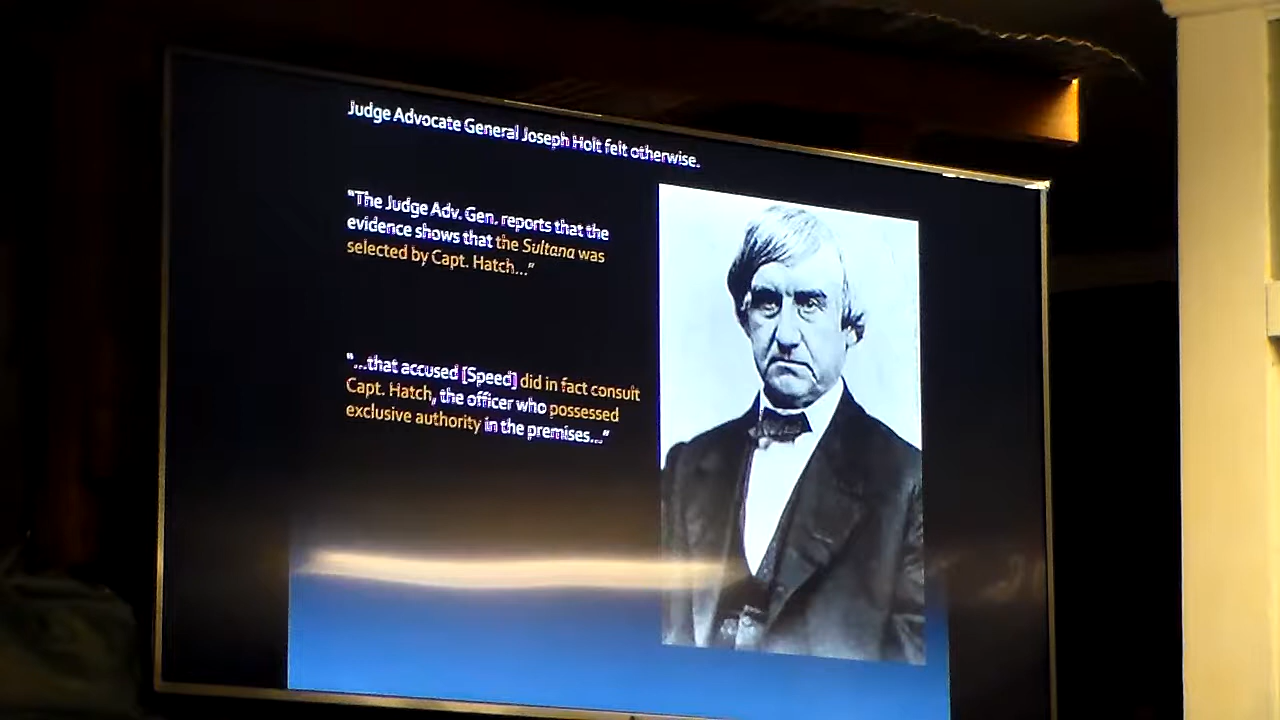 Judge Advocate General Joseph Holt felt otherwise.
"The Judge Adv. Gen. reports that the
evidence shows that the Sultana was
selected by Capt. Hatch..."
"...that accused [Speed] did in fact consult
Capt. Hatch, the officer who possessed
exclusive authority in the premises..."